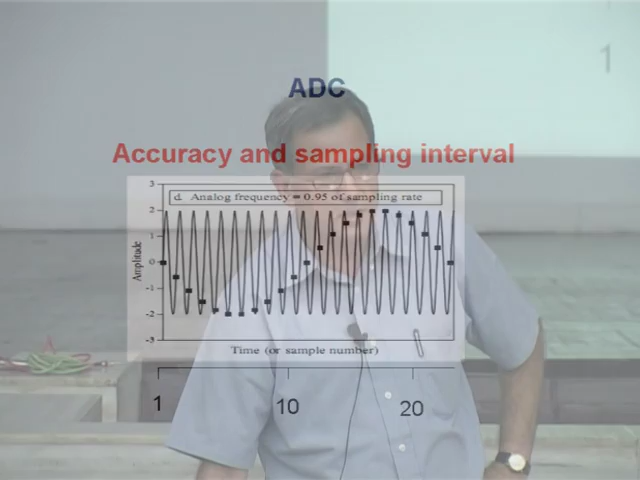 1
ADC
Accuracy and sampling interval
d. Analog frequency = 0.95 of sampling rate
3
2
1
0
-1
-2
-3
Amplitude
Time (or sample number)
1 10 20